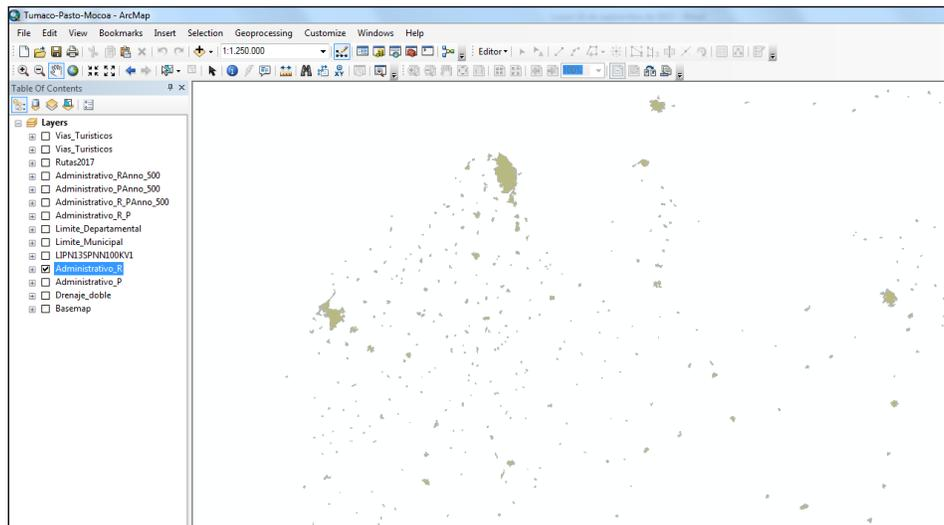 Tumaco-Pasto-Mocoa - ArcMap
File Edit View Bookmarks Insert Selection Geoprocessing Customize Windows Help
1:1.250.000 Editor
100%
Table Of Contents
Layers
Vias_Turisticos
Vias_Turisticos
Rutas2017
Administrativo_RAnno_500
Administrativo_PAnno_500
Administrativo_R_PAnno_500
Administrativo_R_P
Limite_Departamental
Limite_Municipal
LIPN13SPNN100KV1
Administrativo_R
Administrativo_P
Drenaje_doble
Basemap